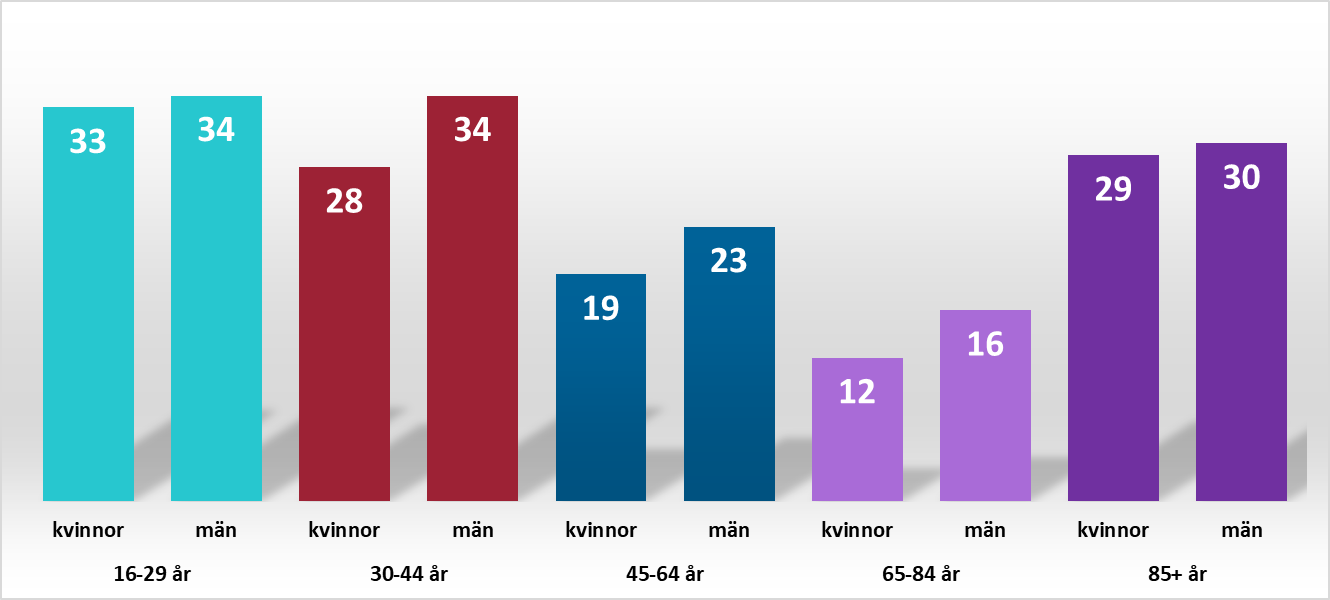 33 34 28 34 19 23 12 16 29 30
kvinnor män kvinnor män kvinnor män kvinnor män kvinnor män
16-29 år 30-44 år 45-64 år 65-84 år 85+ år